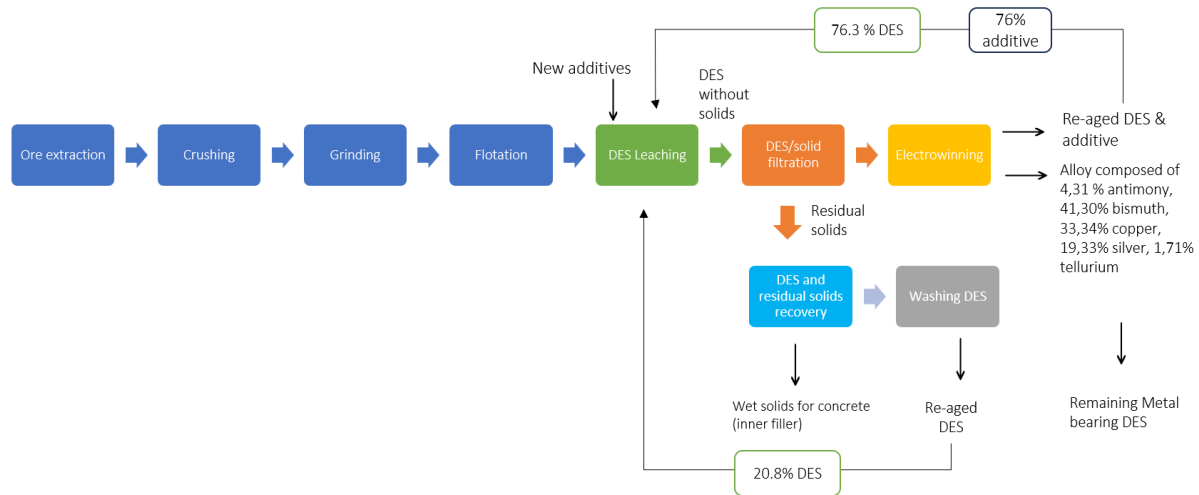 76.3 % DES
76%
additive
New additives
DES
without
solids
Ore extraction
Crushing
Grinding
Flotation
DES Leaching
DES/solid
filtration
Electrowinning
Re-aged DES &
additive
Alloy composed of
4,31 % antimony,
41,30% bismuth,
33,34% copper,
19,33% silver, 1,71%
tellurium
Residual
solids
DES and
residual solids
recovery
Washing DES
Wet solids for concrete
(inner filler)
Re-aged
DES
Remaining Metal
bearing DES
20.8% DES